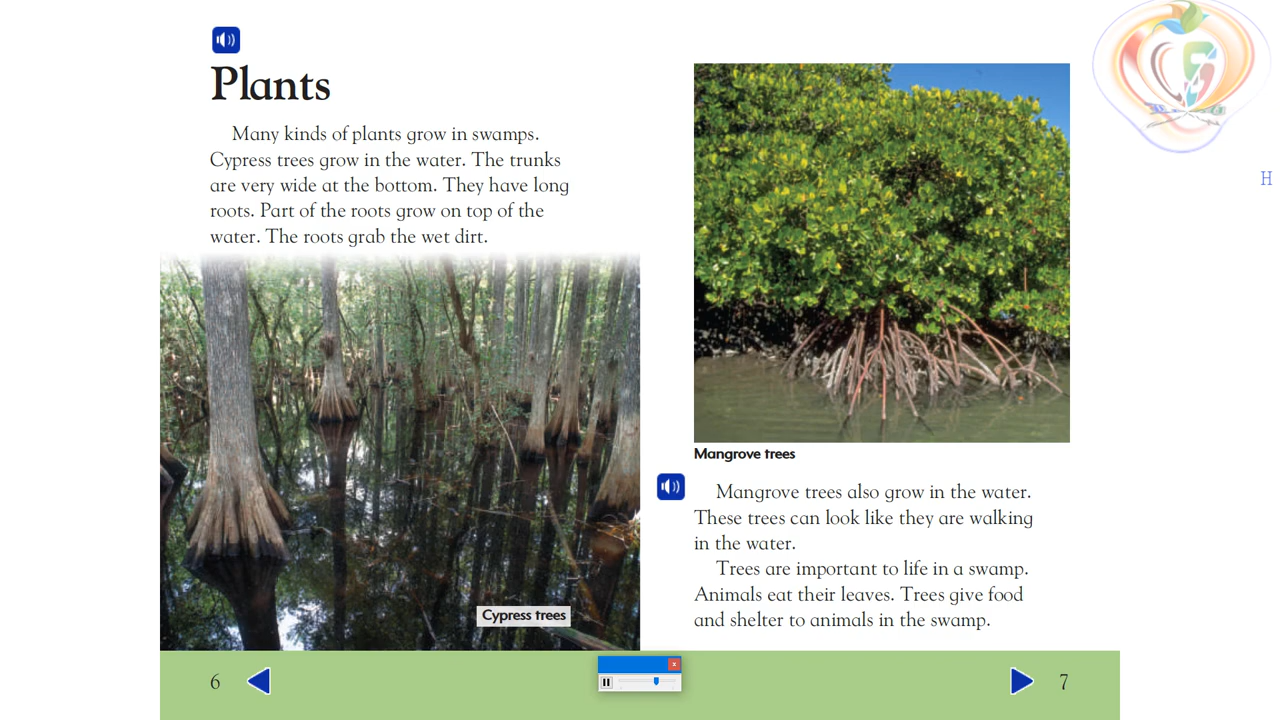 Plants
Many kinds of plants grow in swamps.
Cypress trees grow in the water. The trunks
are very wide at the bottom. They have long
roots. Part of the roots grow on top of the
water. The roots grab the wet dirt.
Cypress trees
6
Mangrove trees
Mangrove trees also grow in the water.
These trees can look like they are walking
in the water.
Trees are important to life in a swamp.
Animals eat their leaves. Trees give food
and shelter to animals in the swamp.
7
H